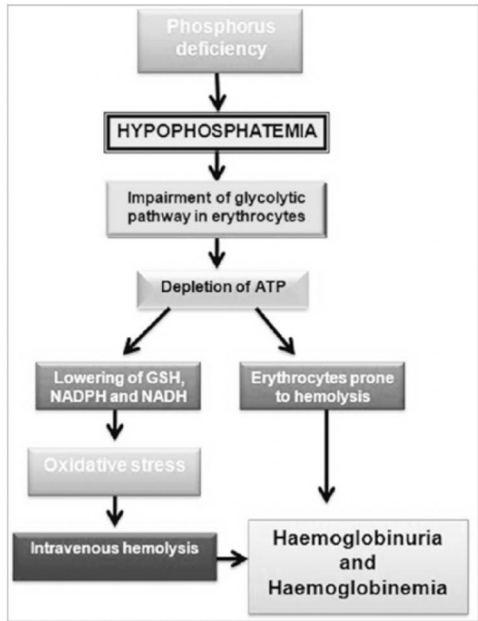 Phosphorus
deficiency
HYPOPHOSPHATEMIA
Impairment of glycolytic
pathway in erythrocytes
Depletion of ATP
Lowering of GSH,
NADPH and NADH
Erythrocytes prone
to hemolysis
Oxidative stress
Intravenous hemolysis
Haemoglobinuria
and
Haemoglobinemia